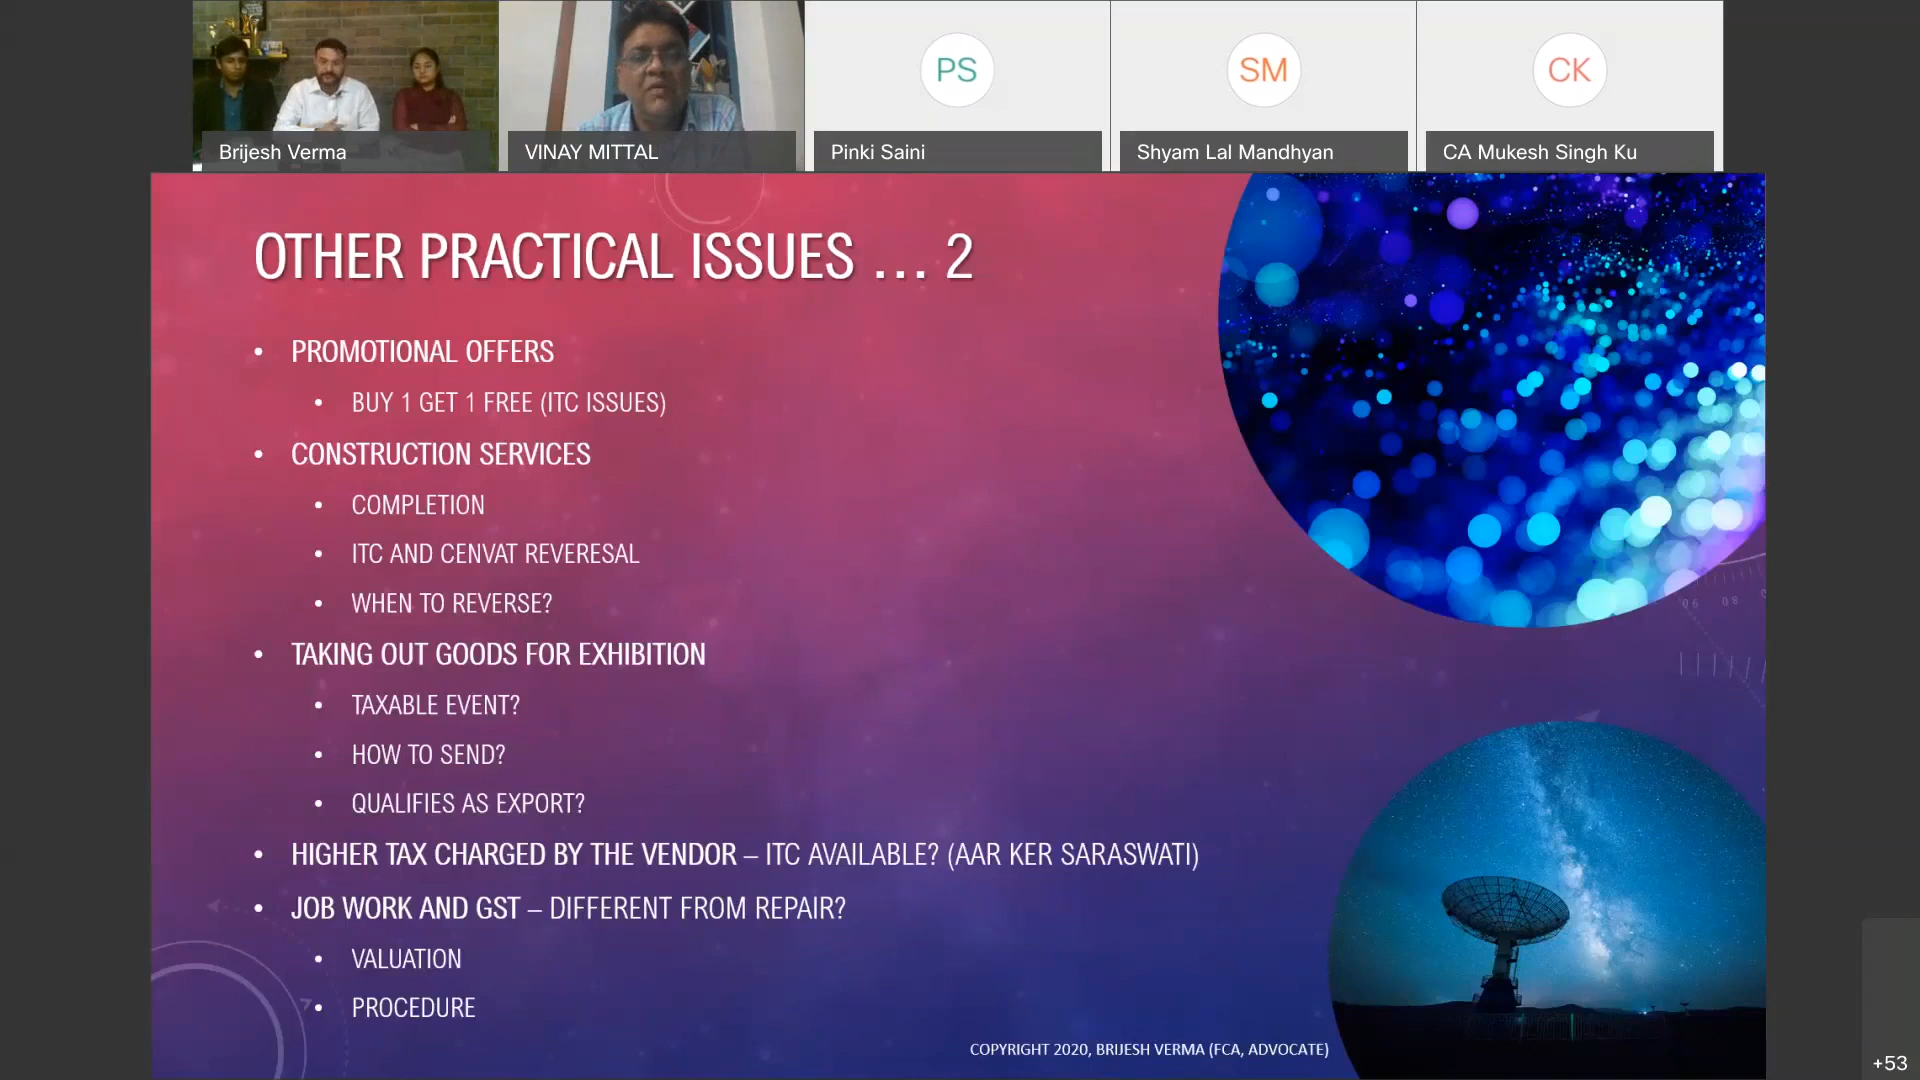 PS
SM
CK
Brijesh Verma
VINAY MITTAL
Pinki Saini
Shyam Lal Mandhyan
CA Mukesh Singh Ku
OTHER PRACTICAL ISSUES ... 2
• PROMOTIONAL OFFERS
• BUY 1 GET 1 FREE (ITC ISSUES)
• CONSTRUCTION SERVICES
• COMPLETION
• ITC AND CENVAT REVERESAL
• WHEN TO REVERSE?
• TAKING OUT GOODS FOR EXHIBITION
• TAXABLE EVENT?
• HOW TO SEND?
• QUALIFIES AS EXPORT?
• HIGHER TAX CHARGED BY THE VENDOR – ITC AVAILABLE? (AAR KER SARASWATI)
• JOB WORK AND GST – DIFFERENT FROM REPAIR?
• VALUATION
• PROCEDURE
COPYRIGHT 2020, BRIJESH VERMA (FCA, ADVOCATE)
+53